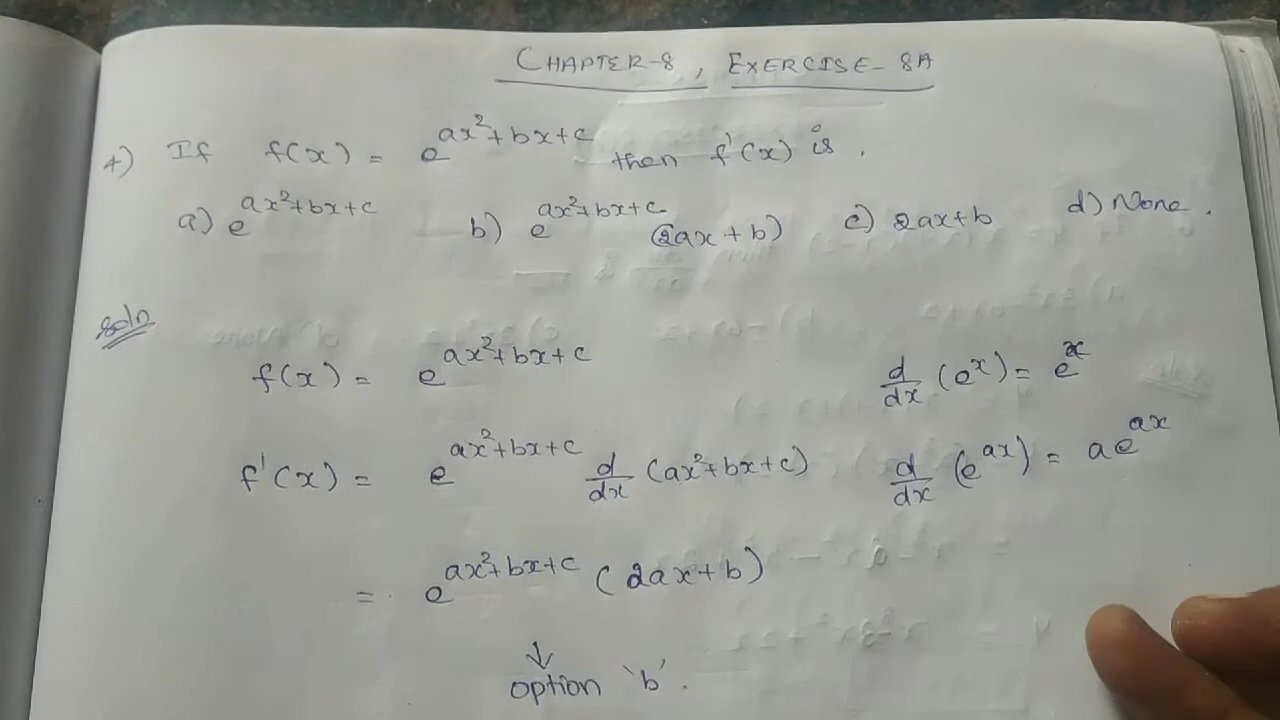 CHAPTER-8, EXERCISE-8A
4) If f(x) = e^{ax²+bx+c} then f'(x) is.
a) e^{ax²+bx+c} b) e^{ax²+bx+c} (2ax+b) c) 2ax+b d) None.
Soln
f(x) = e^{ax²+bx+c} d/dx (e^x) = e^x
f'(x) = e^{ax²+bx+c} d/dx (ax²+bx+c) d/dx (e^{ax}) = ae^{ax}
= e^{ax²+bx+c} (2ax+b)
↓
option 'b'.